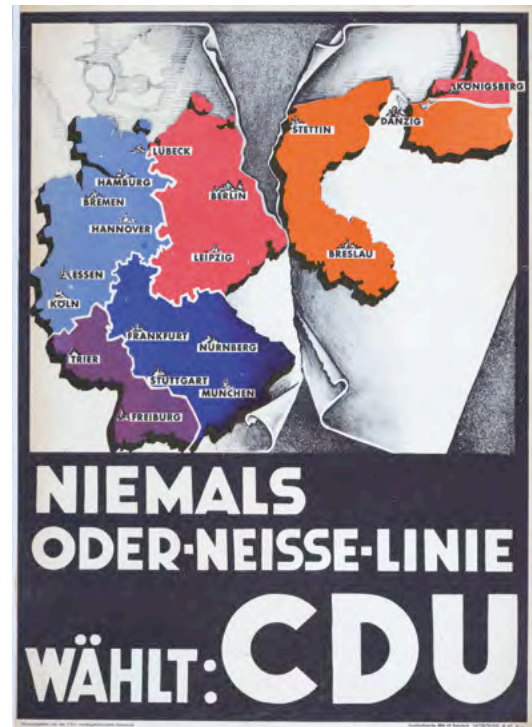 KÖNIGSBERG
DANZIG
STETTIN
LÜBECK
HAMBURG
BREMEN
BERLIN
HANNOVER
LEIPZIG
BRESLAU
ESSEN
KÖLN
FRANKFURT
NÜRNBERG
TRIER
STUTTGART
MÜNCHEN
FREIBURG
NIEMALS
ODER-NEISSE-LINIE
WÄHLT: CDU